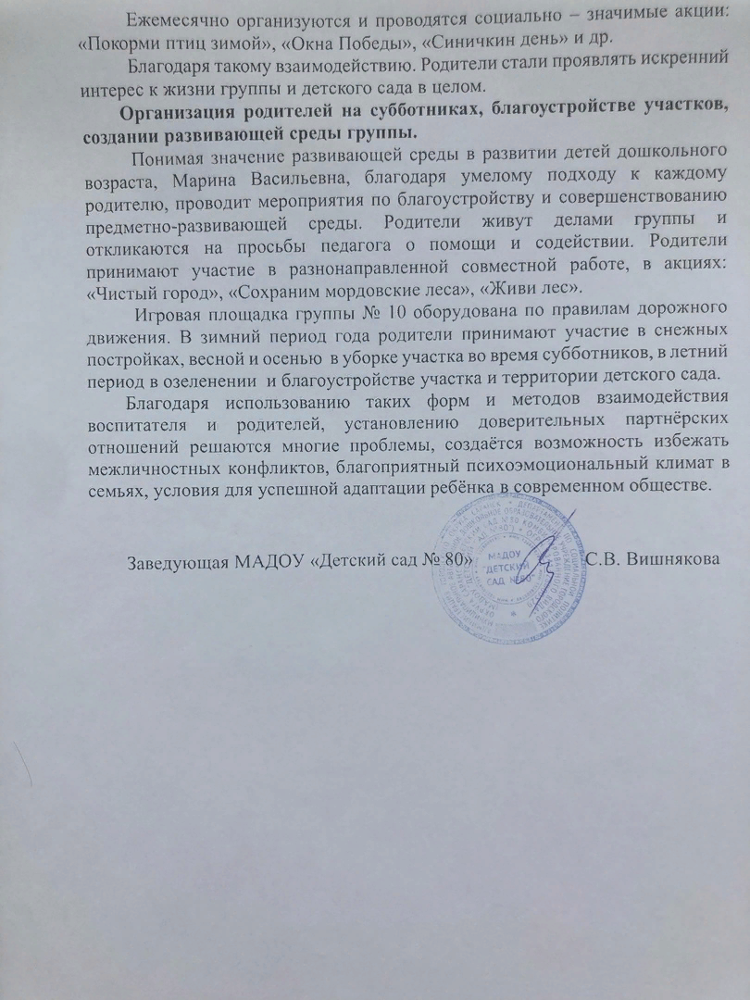 Ежемесячно организуются и проводятся социально – значимые акции:
«Покорми птиц зимой», «Окна Победы», «Синичкин день» и др.
Благодаря такому взаимодействию. Родители стали проявлять искренний
интерес к жизни группы и детского сада в целом.
Организация родителей на субботниках, благоустройстве участков,
создании развивающей среды группы.
Понимая значение развивающей среды в развитии детей дошкольного
возраста, Марина Васильевна, благодаря умелому подходу к каждому
родителю, проводит мероприятия по благоустройству и совершенствованию
предметно-развивающей среды. Родители живут делами группы и
откликаются на просьбы педагога о помощи и содействии. Родители
принимают участие в разнонаправленной совместной работе, в акциях:
«Чистый город», «Сохраним мордовские леса», «Живи лес».
Игровая площадка группы № 10 оборудована по правилам дорожного
движения. В зимний период года родители принимают участие в снежных
постройках, весной и осенью в уборке участка во время субботников, в летний
период в озеленении и благоустройстве участка и территории детского сада.
Благодаря использованию таких форм и методов взаимодействия
воспитателя и родителей, установлению доверительных партнёрских
отношений решаются многие проблемы, создаётся возможность избежать
межличностных конфликтов, благоприятный психоэмоциональный климат в
семьях, условия для успешной адаптации ребёнка в современном обществе.
Заведующая МАДОУ «Детский сад № 80» С.В. Вишнякова
МАДОУ
"ДЕТСКИЙ
САД №80"